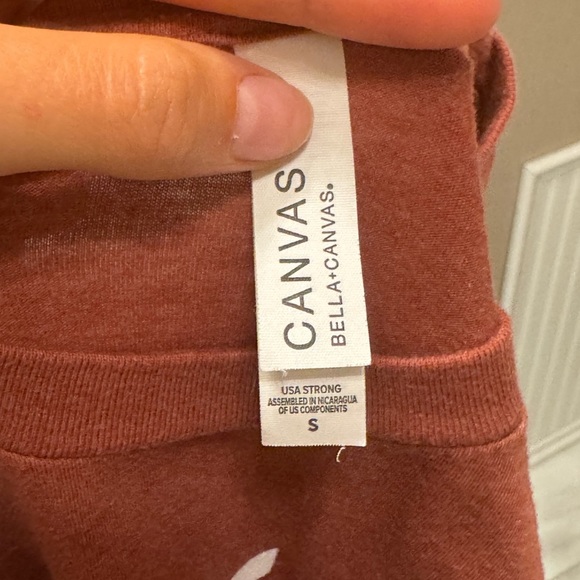 CANVAS
BELLA+CANVAS®
USA STRONG
ASSEMBLED IN NICARAGUA
OF US COMPONENTS
S